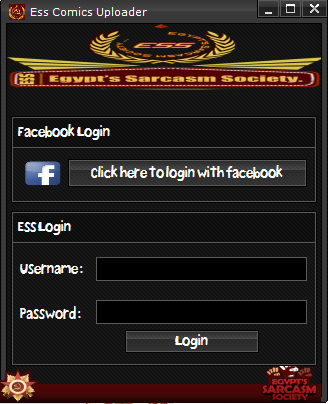 Ess Comics Uploader
ESS
Egypt's Sarcasm Society.
Facebook Login
f
Click here to login with facebook
ESS Login
Username:
Password:
Login
EGYPT'S
SARCASM
SOCIETY